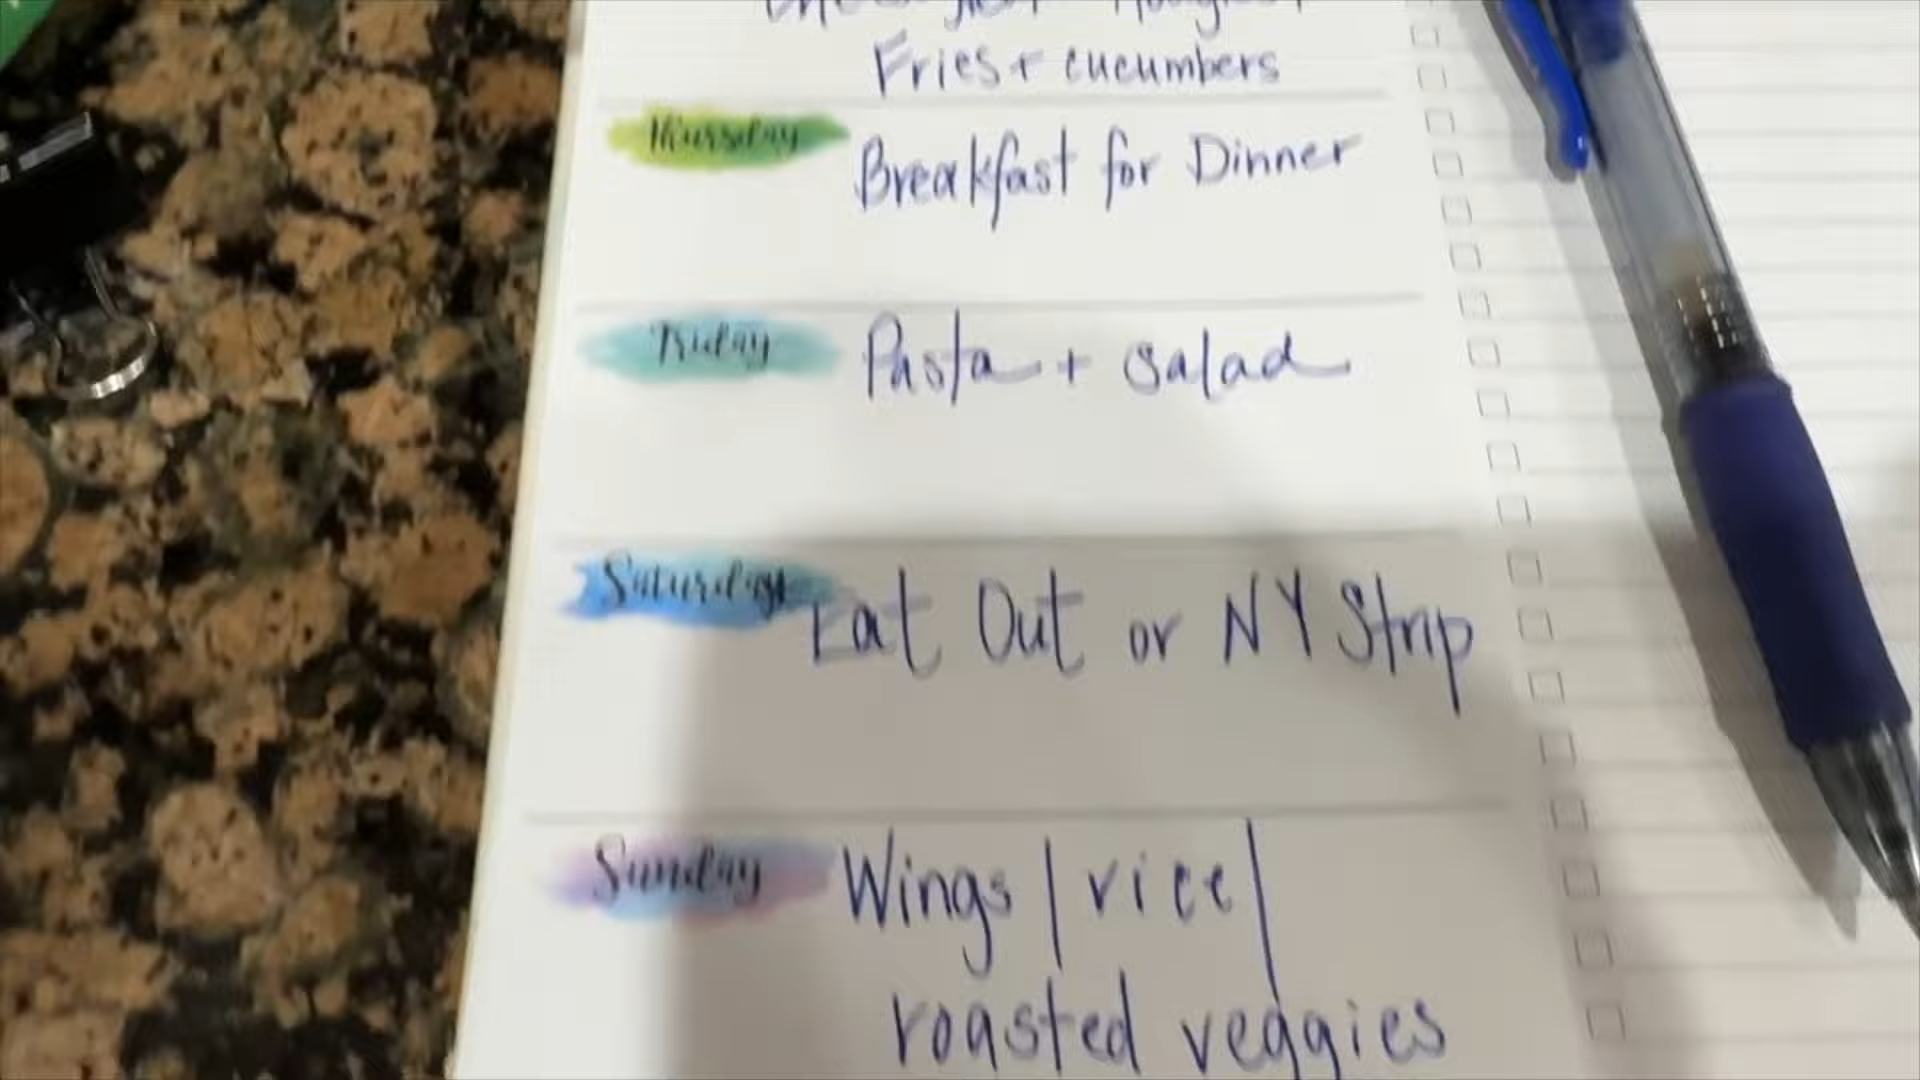 Fries + cucumbers
Thursday Breakfast for Dinner
Friday Pasta + salad
Saturday Eat Out or NY Strip
Sunday Wings | rice |
roasted veggies